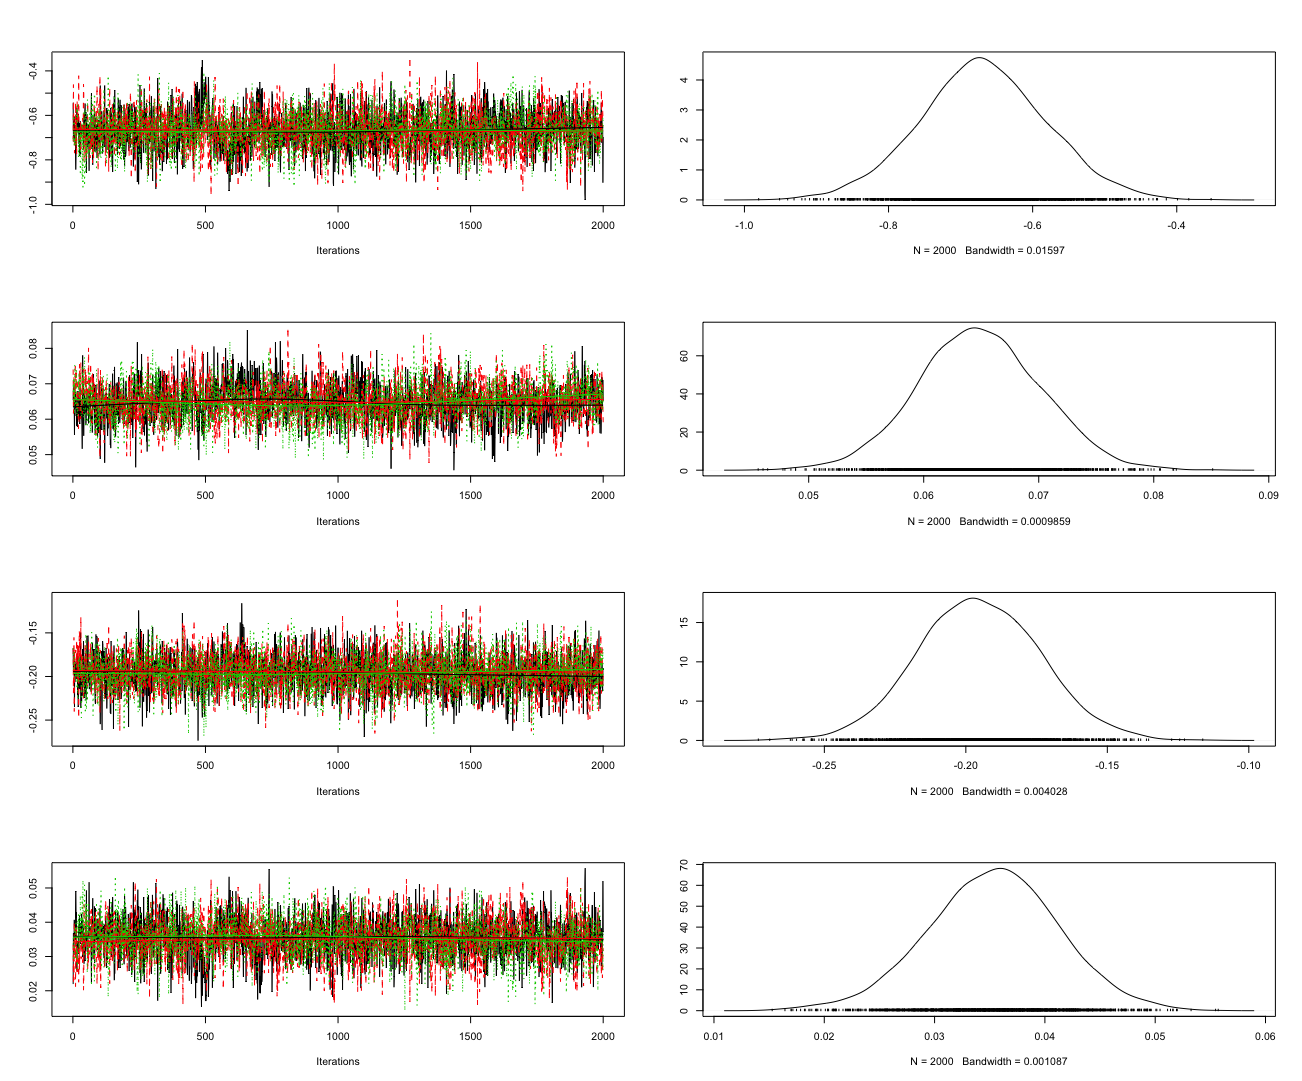 -1.0 -0.8 -0.6 -0.4
0 500 1000 1500 2000
Iterations
0 1 2 3 4
-1.0 -0.8 -0.6 -0.4
N = 2000 Bandwidth = 0.01597
0.05 0.06 0.07 0.08
0 500 1000 1500 2000
Iterations
0 20 40 60
0.05 0.06 0.07 0.08 0.09
N = 2000 Bandwidth = 0.0009859
-0.25 -0.20 -0.15
0 500 1000 1500 2000
Iterations
0 5 10 15
-0.25 -0.20 -0.15 -0.10
N = 2000 Bandwidth = 0.004028
0.02 0.03 0.04 0.05
0 500 1000 1500 2000
Iterations
0 10 20 30 40 50 60 70
0.01 0.02 0.03 0.04 0.05 0.06
N = 2000 Bandwidth = 0.001087